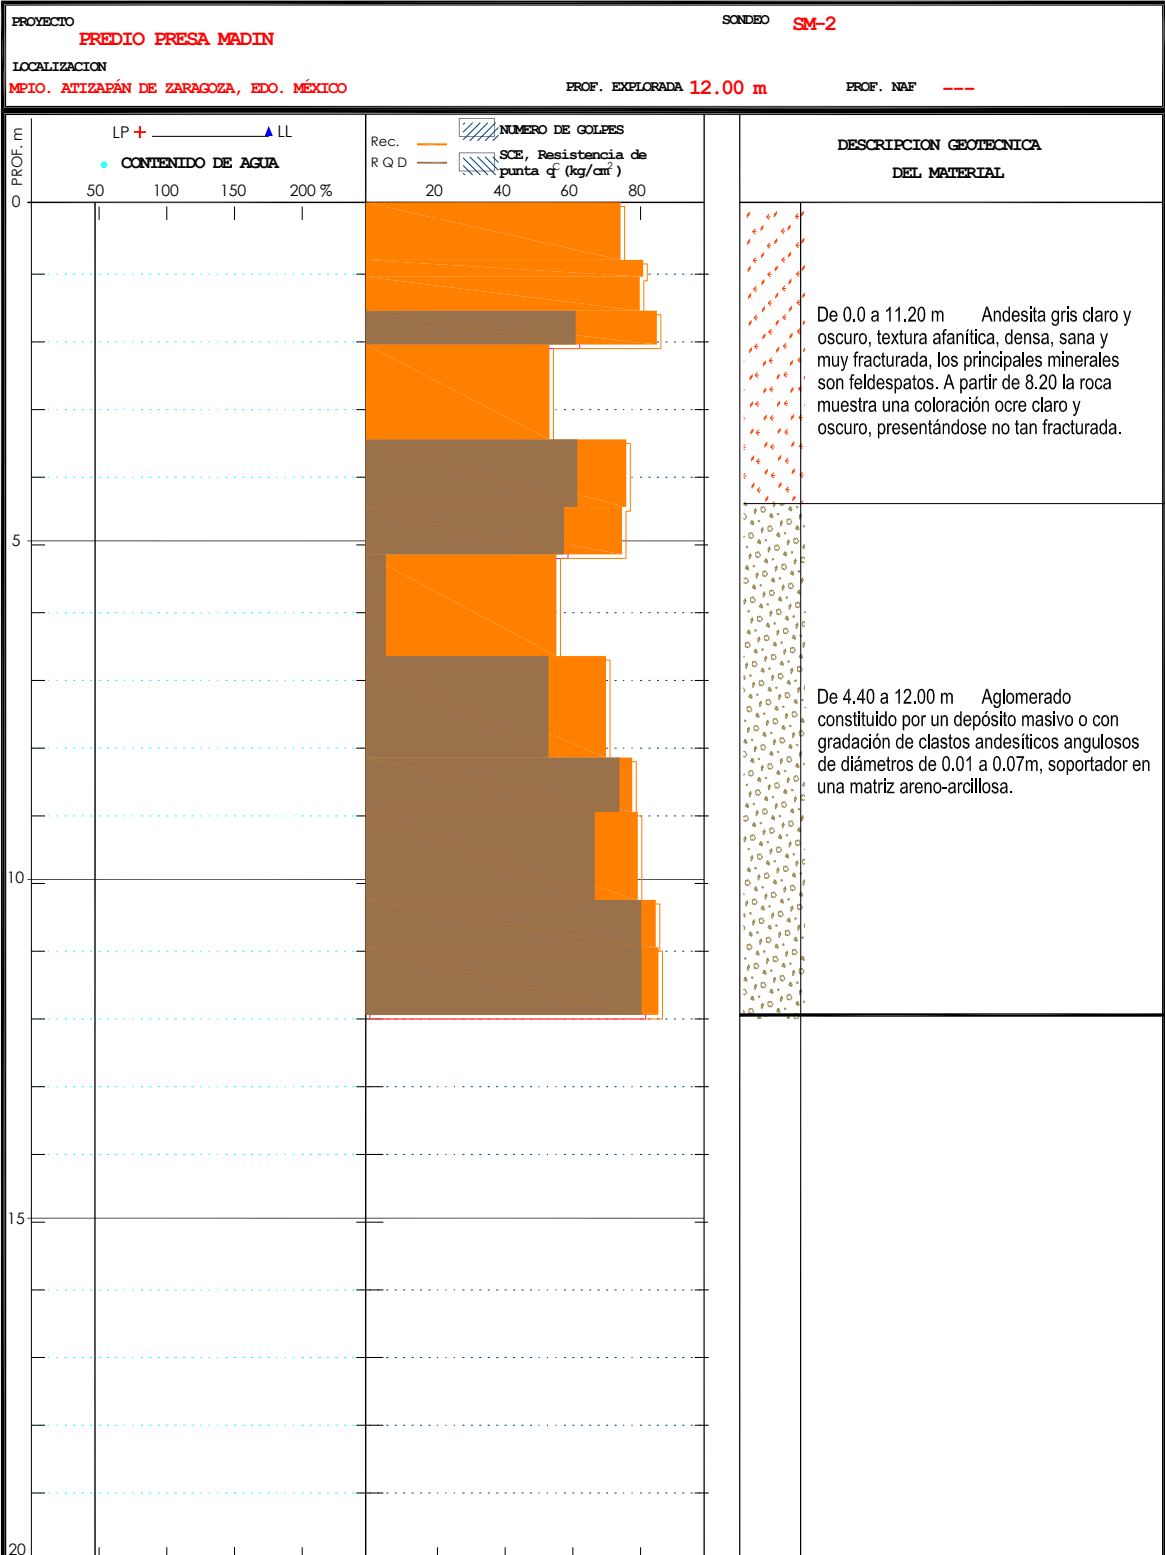 PROYECTO
PREDIO PRESA MADIN
SONDEO SM-2
LOCALIZACION
MPIO. ATIZAPÁN DE ZARAGOZA, EDO. MÉXICO
PROF. EXPLORADA 12.00 m
PROF. NAF ---
PROF. m
LP LL
CONTENIDO DE AGUA
50 100 150 200 %
Rec.
R Q D
NUMERO DE GOLPES
SCE, Resistencia de
punta qc (kg/cm²)
20 40 60 80
DESCRIPCION GEOTECNICA
DEL MATERIAL
0
De 0.0 a 11.20 m Andesita gris claro y
oscuro, textura afanítica, densa, sana y
muy fracturada, los principales minerales
son feldespatos. A partir de 8.20 la roca
muestra una coloración ocre claro y
oscuro, presentándose no tan fracturada.
5
De 4.40 a 12.00 m Aglomerado
constituido por un depósito masivo o con
gradación de clastos andesíticos angulosos
de diámetros de 0.01 a 0.07m, soportador en
una matriz areno-arcillosa.
10
15
20